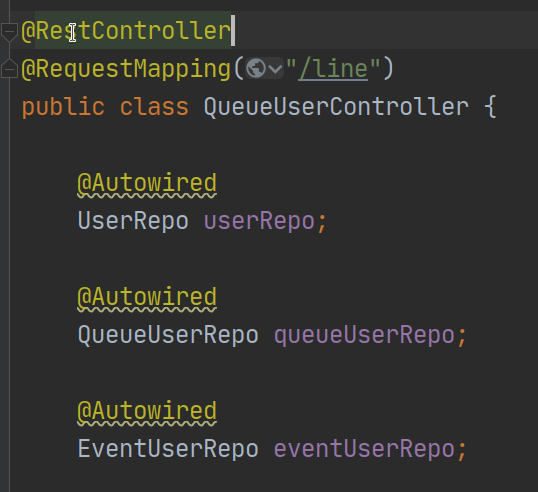 @RestController
@RequestMapping("/line")
public class QueueUserController {
@Autowired
UserRepo userRepo;
@Autowired
QueueUserRepo queueUserRepo;
@Autowired
EventUserRepo eventUserRepo;